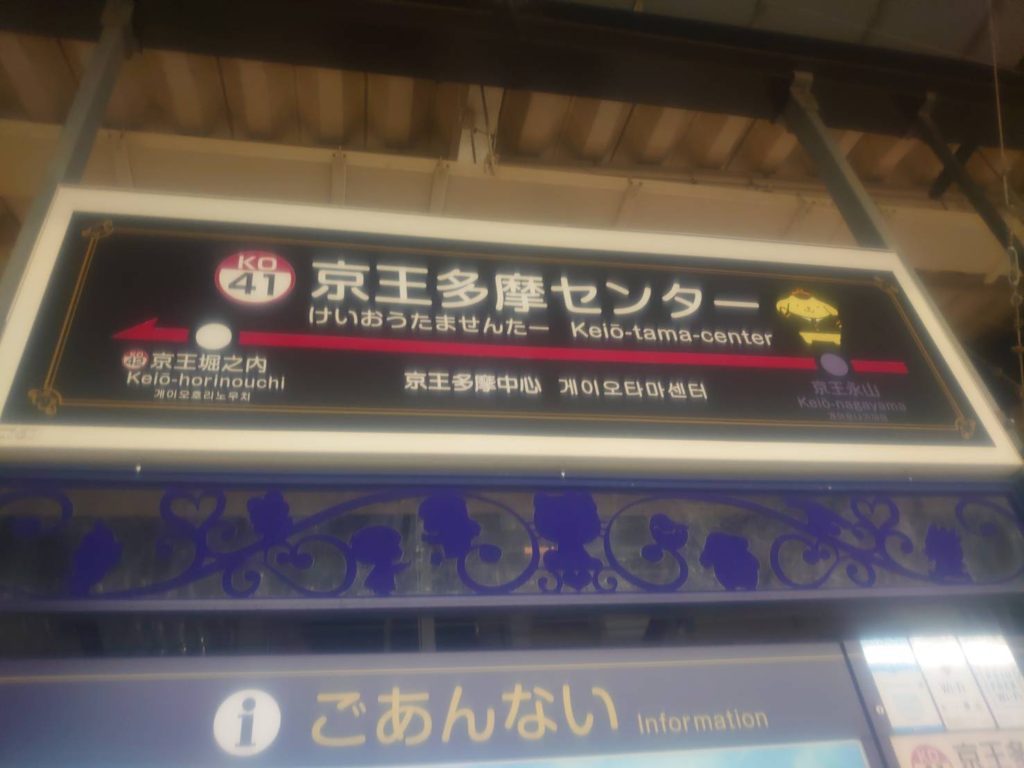 KO
41
京王多摩センター
けいおうたませんたー Keiō-tama-center
京王堀之内
Keiō-horinouchi
게이오호리노우치
京王多摩中心 게이오타마센터
京王永山
Keiō-nagayama
i ごあんない Information
Wi-Fi
京王多